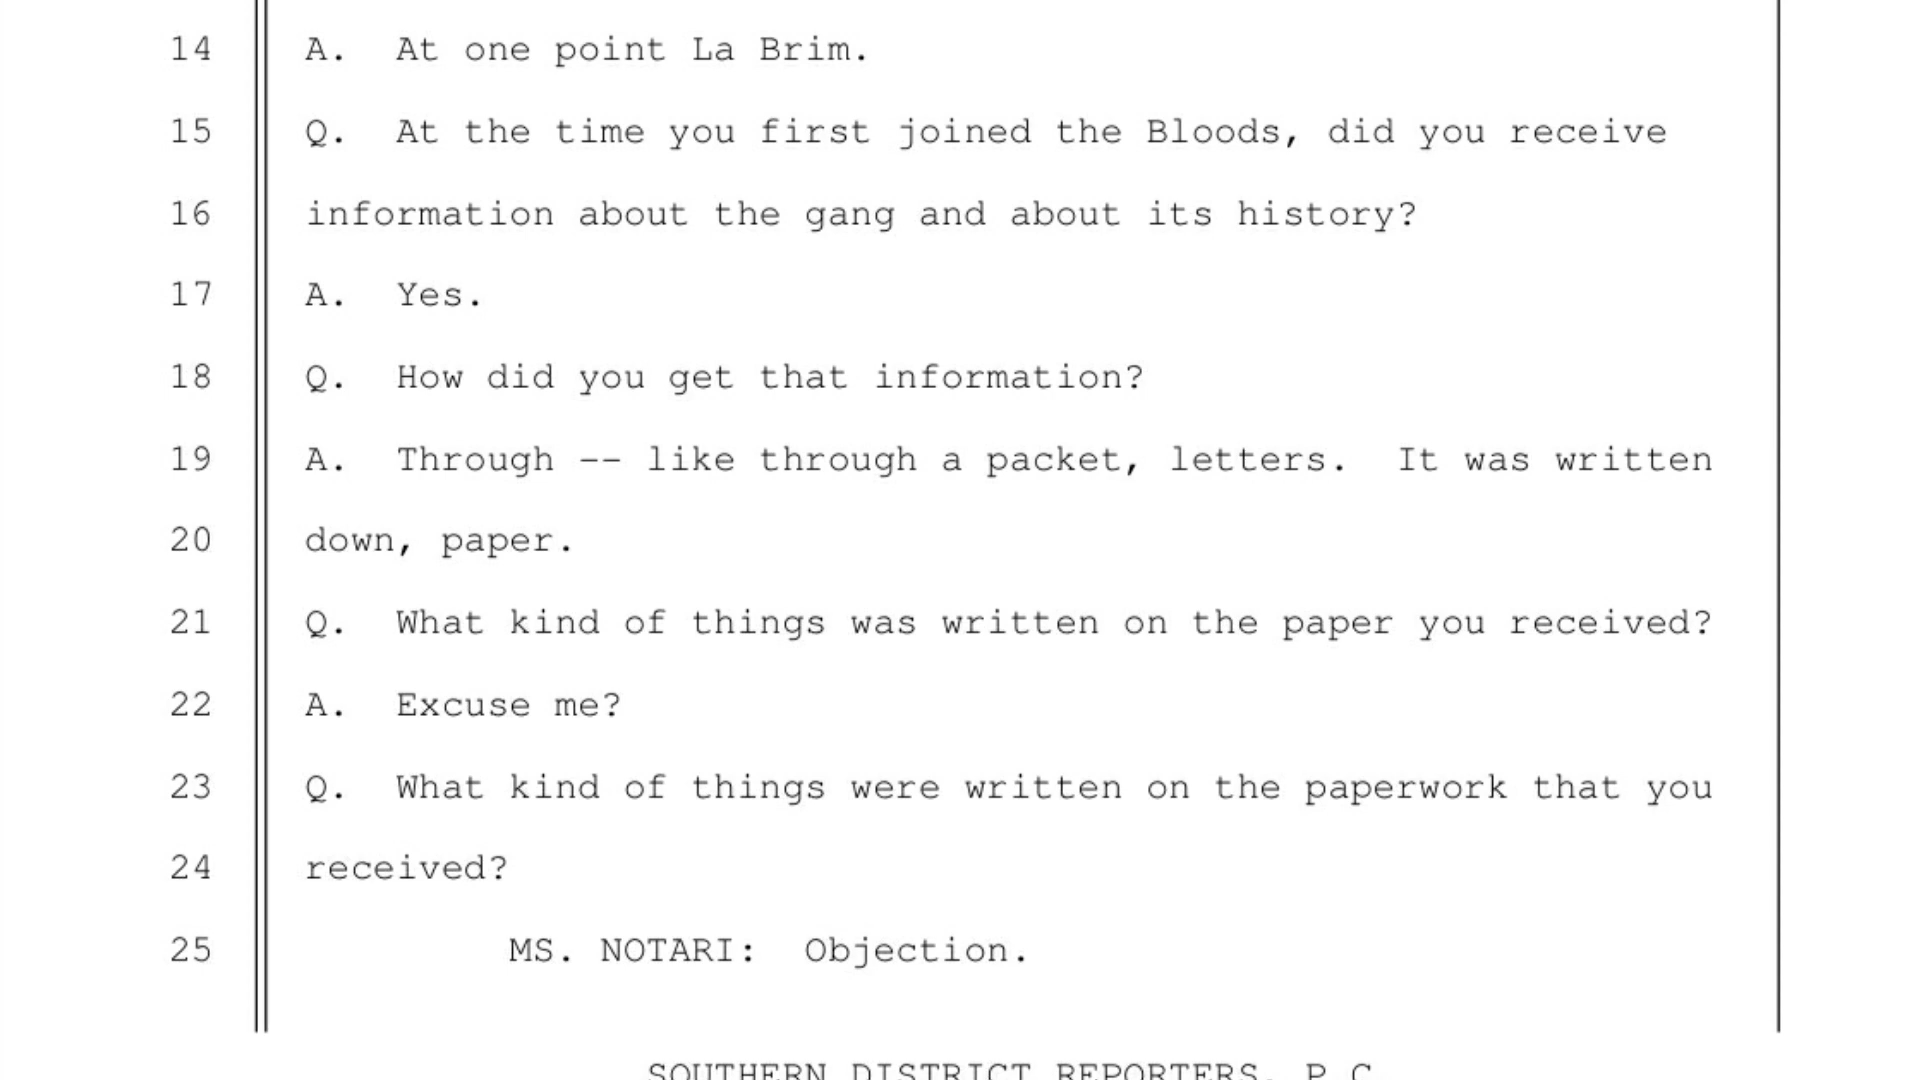 14 A. At one point La Brim.
15 Q. At the time you first joined the Bloods, did you receive
16 information about the gang and about its history?
17 A. Yes.
18 Q. How did you get that information?
19 A. Through -- like through a packet, letters. It was written
20 down, paper.
21 Q. What kind of things was written on the paper you received?
22 A. Excuse me?
23 Q. What kind of things were written on the paperwork that you
24 received?
25 MS. NOTARI: Objection.
SOUTHERN DISTRICT REPORTERS, P.C.